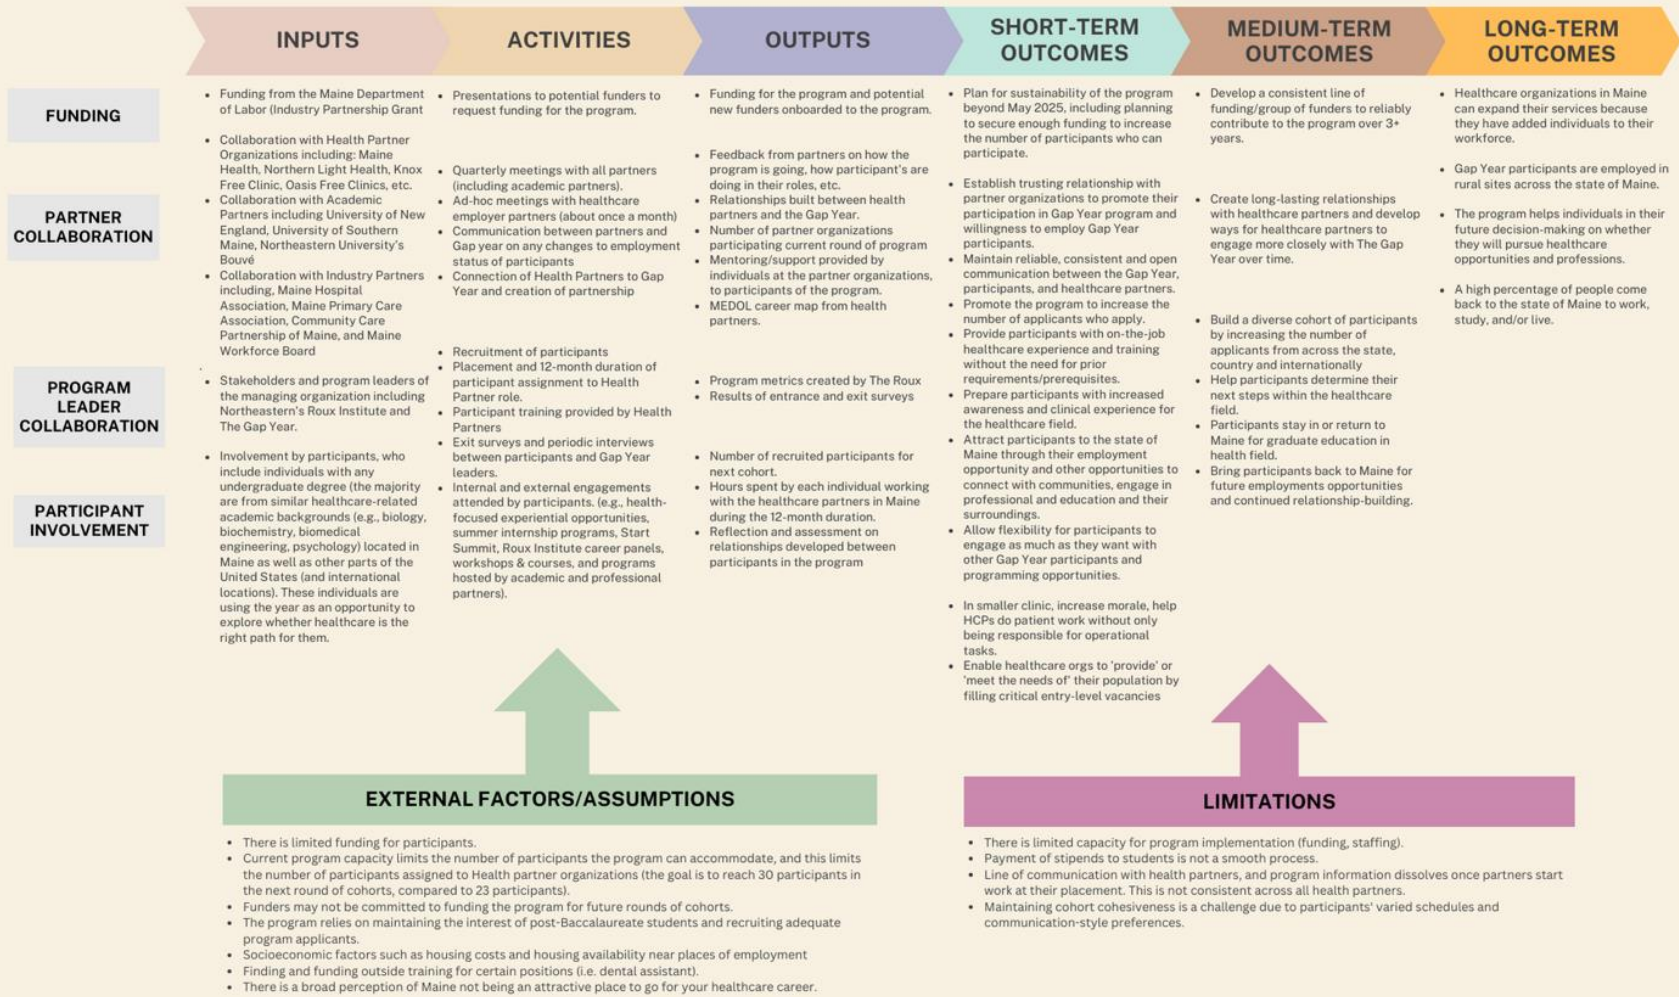 INPUTS
ACTIVITIES
OUTPUTS
SHORT-TERM
OUTCOMES
MEDIUM-TERM
OUTCOMES
LONG-TERM
OUTCOMES
FUNDING
PARTNER
COLLABORATION
PROGRAM
LEADER
COLLABORATION
PARTICIPANT
INVOLVEMENT
• Funding from the Maine Department
of Labor (Industry Partnership Grant
• Collaboration with Health Partner
Organizations including: Maine
Health, Northern Light Health, Knox
Free Clinic, Oasis Free Clinics, etc.
• Collaboration with Academic
Partners including University of New
England, University of Southern
Maine, Northeastern University's
Bouvé
• Collaboration with Industry Partners
including, Maine Hospital
Association, Maine Primary Care
Association, Community Care
Partnership of Maine, and Maine
Workforce Board
.
• Stakeholders and program leaders of
the managing organization including
Northeastern's Roux Institute and
The Gap Year.
• Involvement by participants, who
include individuals with any
undergraduate degree (the majority
are from similar healthcare-related
academic backgrounds (e.g., biology,
biochemistry, biomedical
engineering, psychology) located in
Maine as well as other parts of the
United States (and international
locations). These individuals are
using the year as an opportunity to
explore whether healthcare is the
right path for them.
• Presentations to potential funders to
request funding for the program.
• Quarterly meetings with all partners
(including academic partners).
• Ad-hoc meetings with healthcare
employer partners (about once a month)
• Communication between partners and
Gap year on any changes to employment
status of participants
• Connection of Health Partners to Gap
Year and creation of partnership
• Recruitment of participants
• Placement and 12-month duration of
participant assignment to Health
Partner role.
• Participant training provided by Health
Partners
• Exit surveys and periodic interviews
between participants and Gap Year
leaders.
• Internal and external engagements
attended by participants. (e.g., health-
focused experiential opportunities,
summer internship programs, Start
Summit, Roux Institute career panels,
workshops & courses, and programs
hosted by academic and professional
partners).
• Funding for the program and potential
new funders onboarded to the program.
• Feedback from partners on how the
program is going, how participant's are
doing in their roles, etc.
• Relationships built between health
partners and the Gap Year.
• Number of partner organizations
participating current round of program
• Mentoring/support provided by
individuals at the partner organizations,
to participants of the program.
• MEDOL career map from health
partners.
• Program metrics created by The Roux
• Results of entrance and exit surveys
• Number of recruited participants for
next cohort.
• Hours spent by each individual working
with the healthcare partners in Maine
during the 12-month duration.
• Reflection and assessment on
relationships developed between
participants in the program
• Plan for sustainability of the program
beyond May 2025, including planning
to secure enough funding to increase
the number of participants who can
participate.
• Establish trusting relationship with
partner organizations to promote their
participation in Gap Year program and
willingness to employ Gap Year
participants.
• Maintain reliable, consistent and open
communication between the Gap Year,
participants, and healthcare partners.
• Promote the program to increase the
number of applicants who apply.
• Provide participants with on-the-job
healthcare experience and training
without the need for prior
requirements/prerequisites.
• Prepare participants with increased
awareness and clinical experience for
the healthcare field.
• Attract participants to the state of
Maine through their employment
opportunity and other opportunities to
connect with communities, engage in
professional and education and their
surroundings.
• Allow flexibility for participants to
engage as much as they want with
other Gap Year participants and
programming opportunities.
• In smaller clinic, increase morale, help
HCPs do patient work without only
being responsible for operational
tasks.
• Enable healthcare orgs to 'provide' or
'meet the needs of' their population by
filling critical entry-level vacancies
• Develop a consistent line of
funding/group of funders to reliably
contribute to the program over 3+
years.
• Create long-lasting relationships
with healthcare partners and develop
ways for healthcare partners to
engage more closely with The Gap
Year over time.
• Build a diverse cohort of participants
by increasing the number of
applicants from across the state,
country and internationally
• Help participants determine their
next steps within the healthcare
field.
• Participants stay in or return to
Maine for graduate education in
health field.
• Bring participants back to Maine for
future employments opportunities
and continued relationship-building.
• Healthcare organizations in Maine
can expand their services because
they have added individuals to their
workforce.
• Gap Year participants are employed in
rural sites across the state of Maine.
• The program helps individuals in their
future decision-making on whether
they will pursue healthcare
opportunities and professions.
• A high percentage of people come
back to the state of Maine to work,
study, and/or live.
EXTERNAL FACTORS/ASSUMPTIONS
• There is limited funding for participants.
• Current program capacity limits the number of participants the program can accommodate, and this limits
the number of participants assigned to Health partner organizations (the goal is to reach 30 participants in
the next round of cohorts, compared to 23 participants).
• Funders may not be committed to funding the program for future rounds of cohorts.
• The program relies on maintaining the interest of post-Baccalaureate students and recruiting adequate
program applicants.
• Socioeconomic factors such as housing costs and housing availability near places of employment
• Finding and funding outside training for certain positions (i.e. dental assistant).
• There is a broad perception of Maine not being an attractive place to go for your healthcare career.
LIMITATIONS
• There is limited capacity for program implementation (funding, staffing).
• Payment of stipends to students is not a smooth process.
• Line of communication with health partners, and program information dissolves once partners start
work at their placement. This is not consistent across all health partners.
• Maintaining cohort cohesiveness is a challenge due to participants' varied schedules and
communication-style preferences.